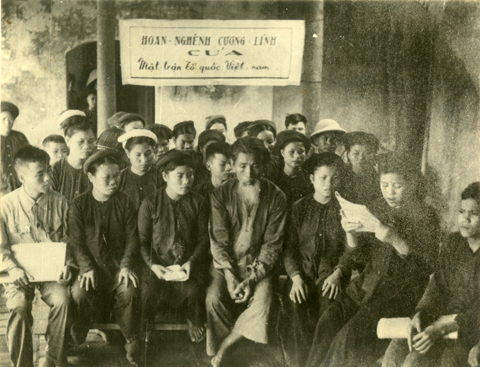 HOAN - NGHÊNH CƯƠNG - LĨNH
CỦA
Mặt trận Tổ quốc Việt - nam